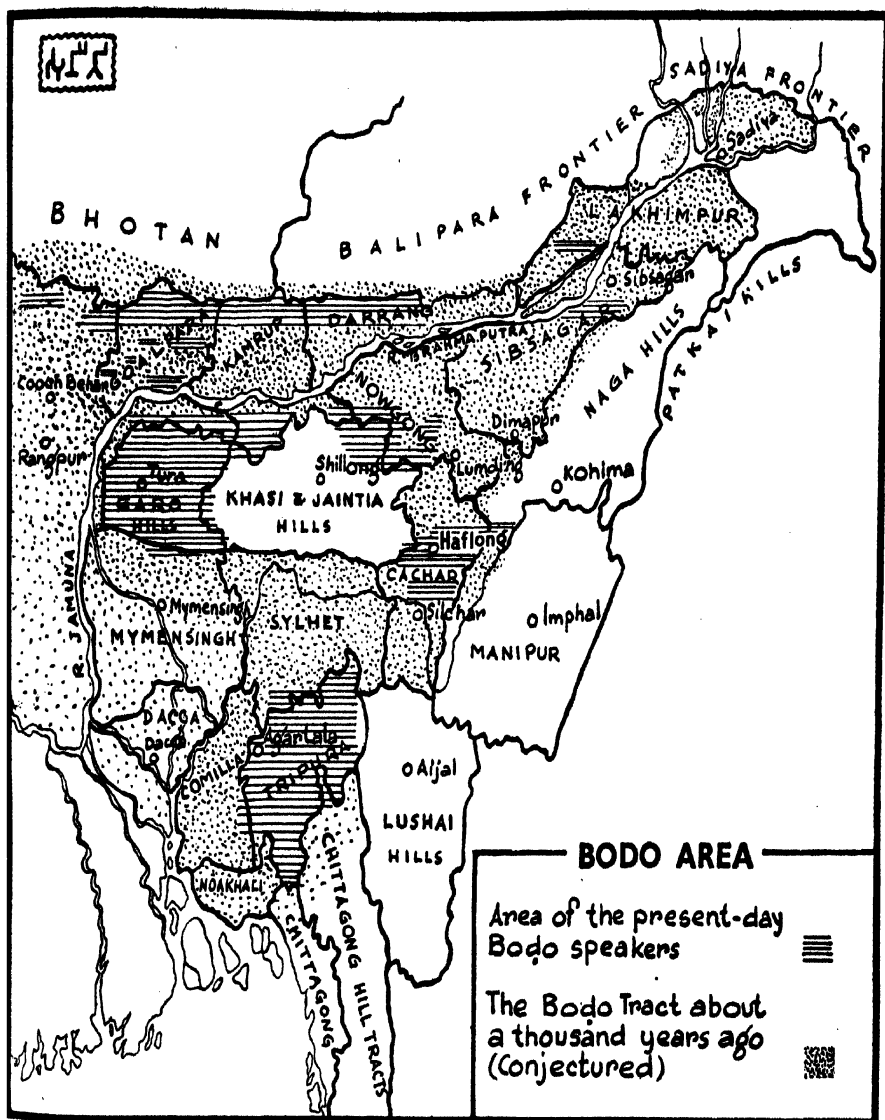 SADIYA FRONTIER
FRONTIER
Sadiya
BALIPARA FRONTIER
BHOTAN
LAKHIMPUR
Sibsagar
DARRANG
KAMRUP
GOALPARA
R. BRAHMAPUTRA
SIBSAGAR
NAGA HILLS
PATKAI HILLS
Cooch Behar
NOWGONG
Dimapur
Rangpur
Lumding
Kohima
Shillong
Tura
KHASI & JAINTIA
HILLS
GARO
HILLS
Haflong
CACHAR
Mymensingh
Silchar
Imphal
SYLHET
MYMENSINGH
MANIPUR
R. JAMUNA
DACCA
Dacca
Agartala
COMILLA
TRIPURA
Aijal
LUSHAI
HILLS
NOAKHALI
CHITTAGONG
CHITTAGONG HILL TRACTS
BODO AREA
Area of the present-day
Bodo speakers
The Bodo Tract about
a thousand years ago
(Conjectured)